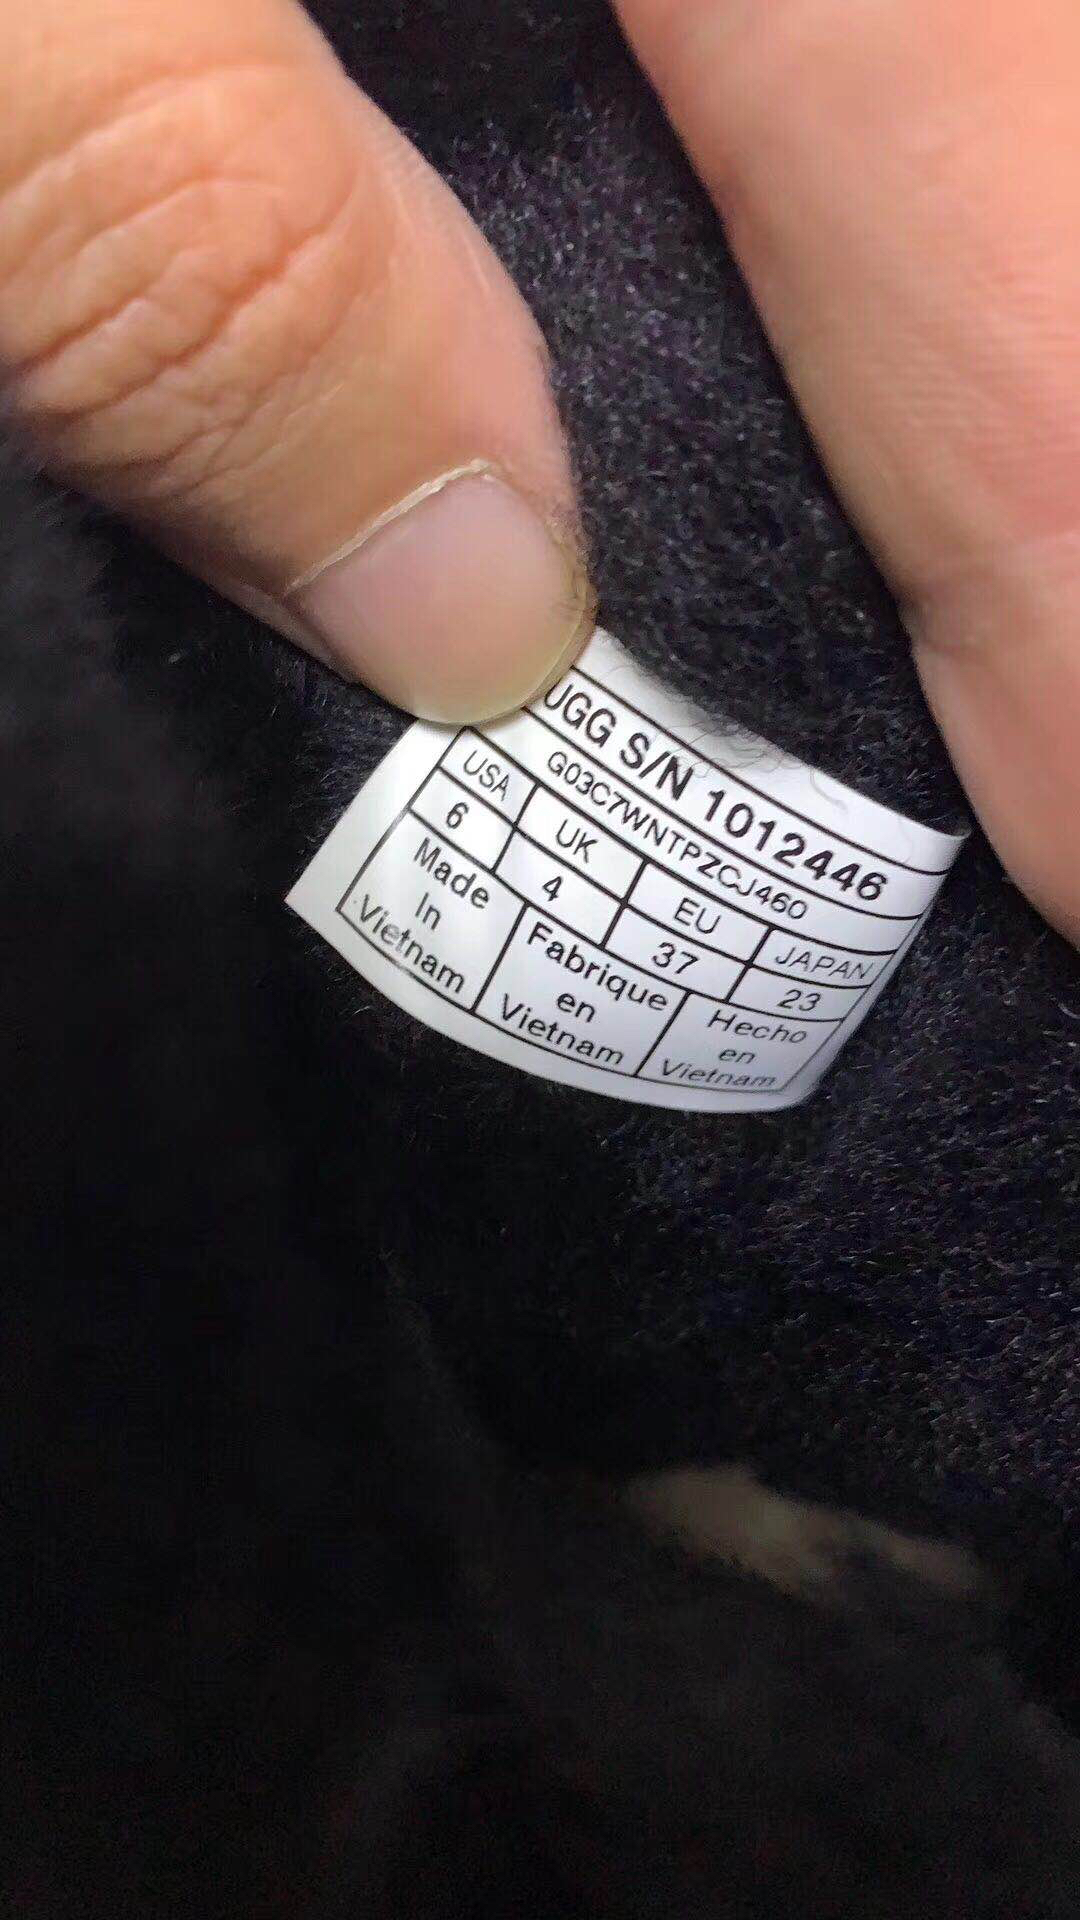 UGG S/N 1012446
G03C7WNTPZCJ460
USA UK EU JAPAN
6 4 37 23
Made Fabrique Hecho
In en en
Vietnam Vietnam Vietnam